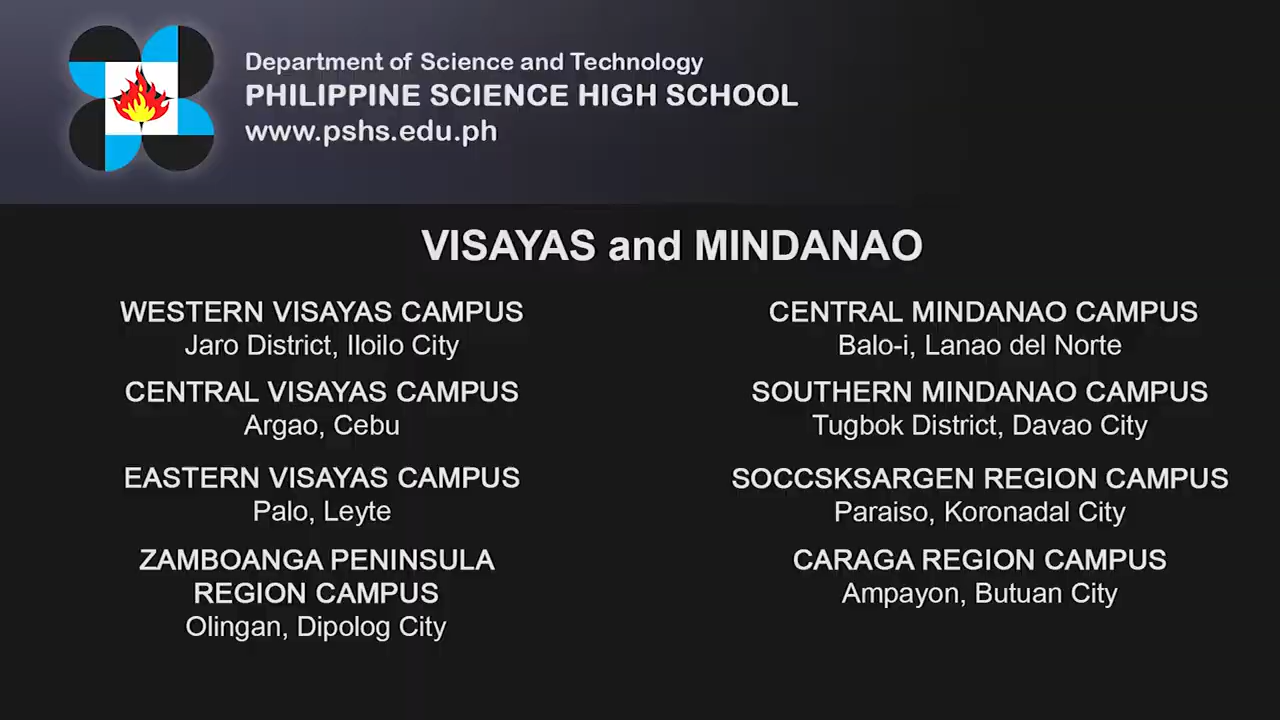 Department of Science and Technology
PHILIPPINE SCIENCE HIGH SCHOOL
www.pshs.edu.ph
VISAYAS and MINDANAO
WESTERN VISAYAS CAMPUS
Jaro District, Iloilo City
CENTRAL VISAYAS CAMPUS
Argao, Cebu
EASTERN VISAYAS CAMPUS
Palo, Leyte
ZAMBOANGA PENINSULA
REGION CAMPUS
Olingan, Dipolog City
CENTRAL MINDANAO CAMPUS
Balo-i, Lanao del Norte
SOUTHERN MINDANAO CAMPUS
Tugbok District, Davao City
SOCCSKSARGEN REGION CAMPUS
Paraiso, Koronadal City
CARAGA REGION CAMPUS
Ampayon, Butuan City